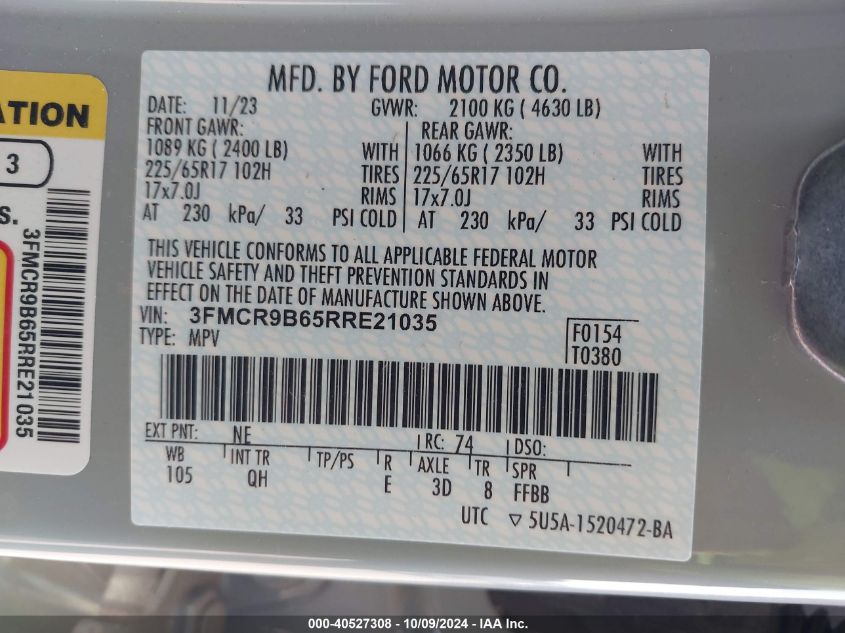 ATION
3
S.
3FMCR9B65RRE21035
MFD. BY FORD MOTOR CO.
DATE: 11/23 GVWR: 2100 KG ( 4630 LB)
FRONT GAWR: REAR GAWR:
1089 KG ( 2400 LB) WITH 1066 KG ( 2350 LB) WITH
225/65R17 102H TIRES 225/65R17 102H TIRES
17x7.0J RIMS 17x7.0J RIMS
AT 230 kPa/ 33 PSI COLD AT 230 kPa/ 33 PSI COLD
THIS VEHICLE CONFORMS TO ALL APPLICABLE FEDERAL MOTOR
VEHICLE SAFETY AND THEFT PREVENTION STANDARDS IN
EFFECT ON THE DATE OF MANUFACTURE SHOWN ABOVE.
VIN: 3FMCR9B65RRE21035
TYPE: MPV
F0154
T0380
EXT PNT: NE RC: 74 DSO:
WB INT TR TP/PS R AXLE TR SPR
105 QH E 3D 8 FFBB
UTC ▽ 5U5A-1520472-BA
000-40527308 - 10/09/2024 - IAA Inc.